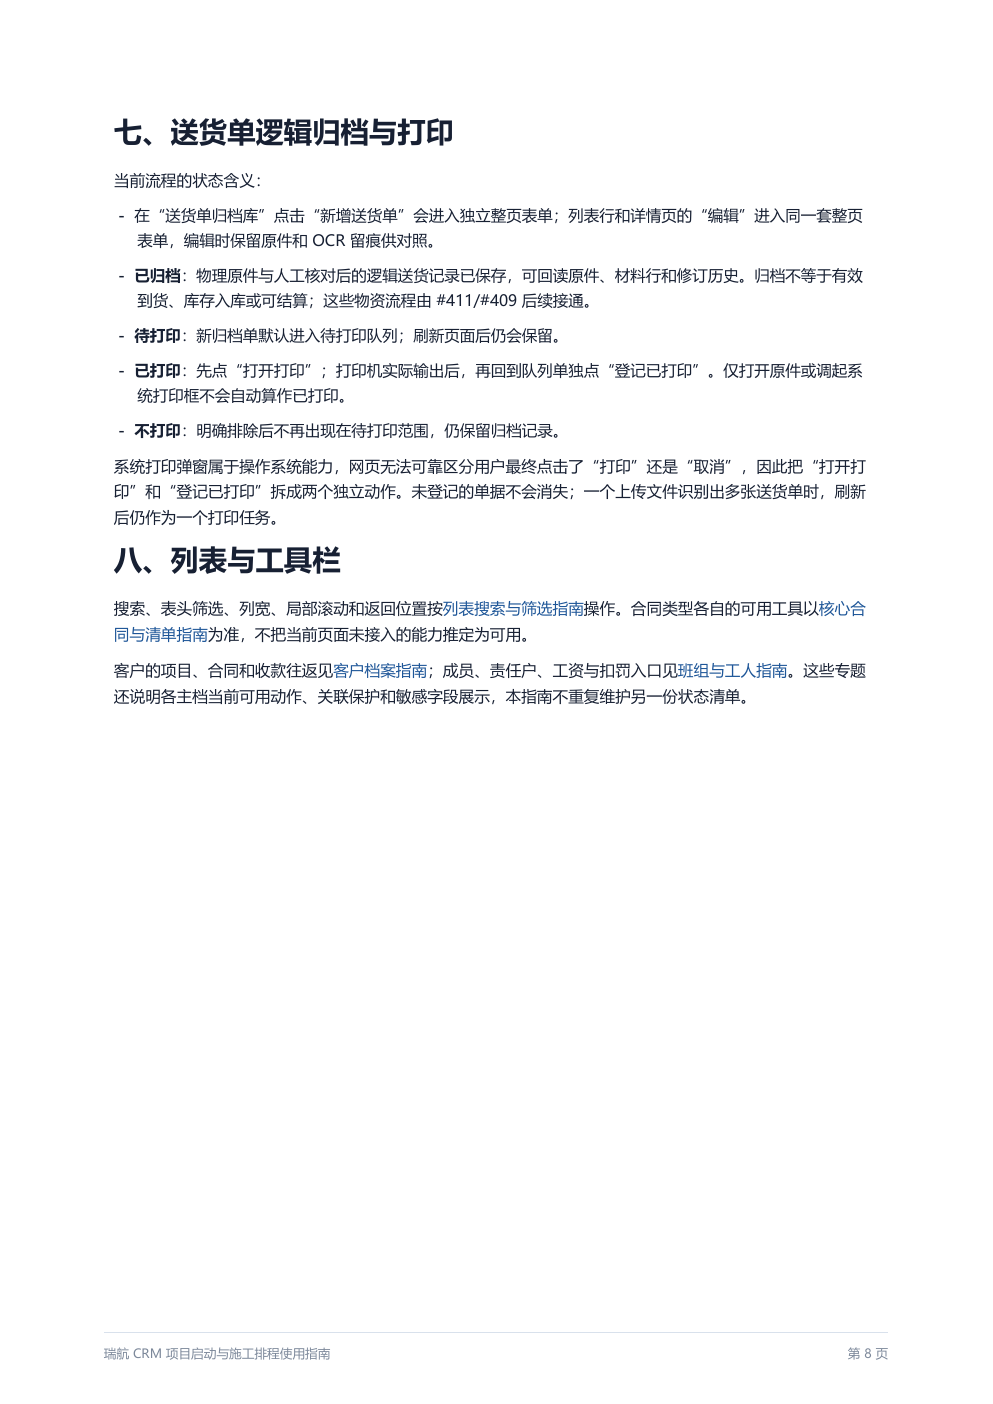 七、送货单逻辑归档与打印
当前流程的状态含义：
- 在“送货单归档库”点击“新增送货单”会进入独立整页表单；列表行和详情页的“编辑”进入同一套整页
表单，编辑时保留原件和 OCR 留痕供对照。
- 已归档：物理原件与人工核对后的逻辑送货记录已保存，可回读原件、材料行和修订历史。归档不等于有效
到货、库存入库或可结算；这些物资流程由 #411/#409 后续接通。
- 待打印：新归档单默认进入待打印队列；刷新页面后仍会保留。
- 已打印：先点“打开打印”；打印机实际输出后，再回到队列单独点“登记已打印”。仅打开原件或调起系
统打印框不会自动算作已打印。
- 不打印：明确排除后不再出现在待打印范围，仍保留归档记录。
系统打印弹窗属于操作系统能力，网页无法可靠区分用户最终点击了“打印”还是“取消”，因此把“打开打
印”和“登记已打印”拆成两个独立动作。未登记的单据不会消失；一个上传文件识别出多张送货单时，刷新
后仍作为一个打印任务。
八、列表与工具栏
搜索、表头筛选、列宽、局部滚动和返回位置按列表搜索与筛选指南操作。合同类型各自的可用工具以核心合
同与清单指南为准，不把当前页面未接入的能力推定为可用。
客户的项目、合同和收款往返见客户档案指南；成员、责任户、工资与扣罚入口见班组与工人指南。这些专题
还说明各主档当前可用动作、关联保护和敏感字段展示，本指南不重复维护另一份状态清单。
瑞航 CRM 项目启动与施工排程使用指南
第 8 页